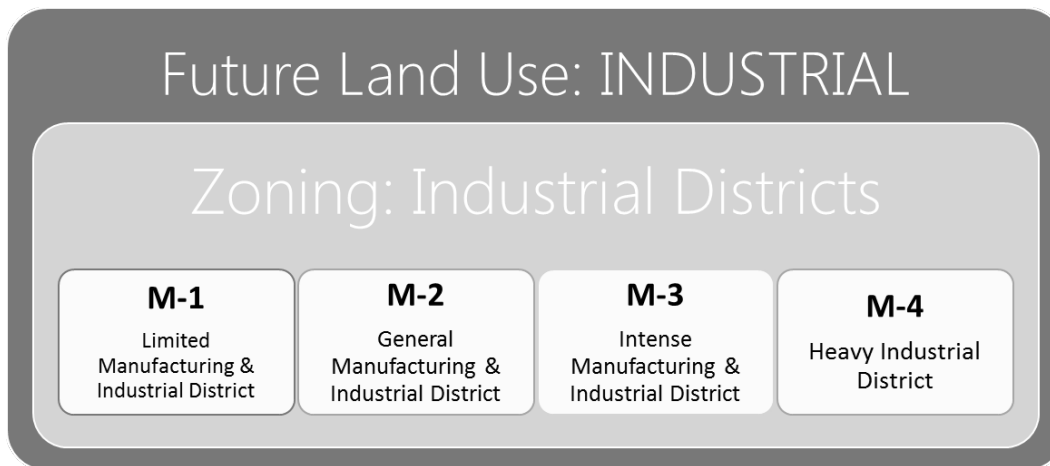 Future Land Use: INDUSTRIAL
Zoning: Industrial Districts
M-1
Limited
Manufacturing &
Industrial District
M-2
General
Manufacturing &
Industrial District
M-3
Intense
Manufacturing &
Industrial District
M-4
Heavy Industrial
District